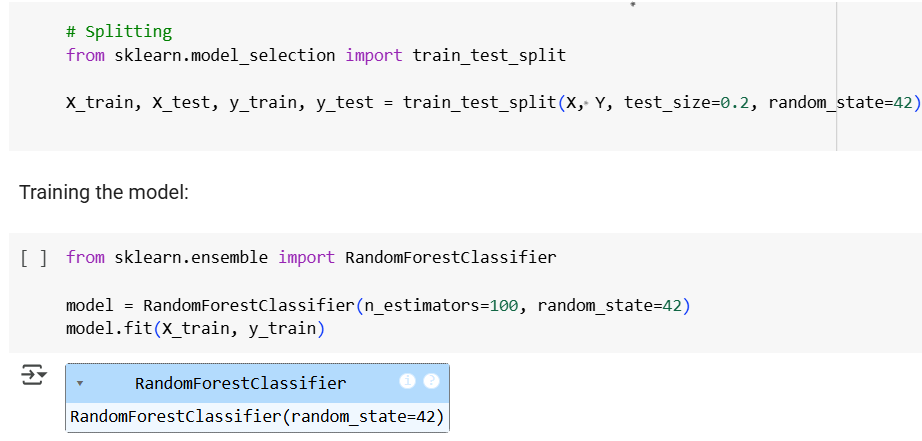 # Splitting
from sklearn.model_selection import train_test_split
X_train, X_test, y_train, y_test = train_test_split(X, Y, test_size=0.2, random_state=42)
Training the model:
[ ] from sklearn.ensemble import RandomForestClassifier
model = RandomForestClassifier(n_estimators=100, random_state=42)
model.fit(X_train, y_train)
RandomForestClassifier i ?
RandomForestClassifier(random_state=42)